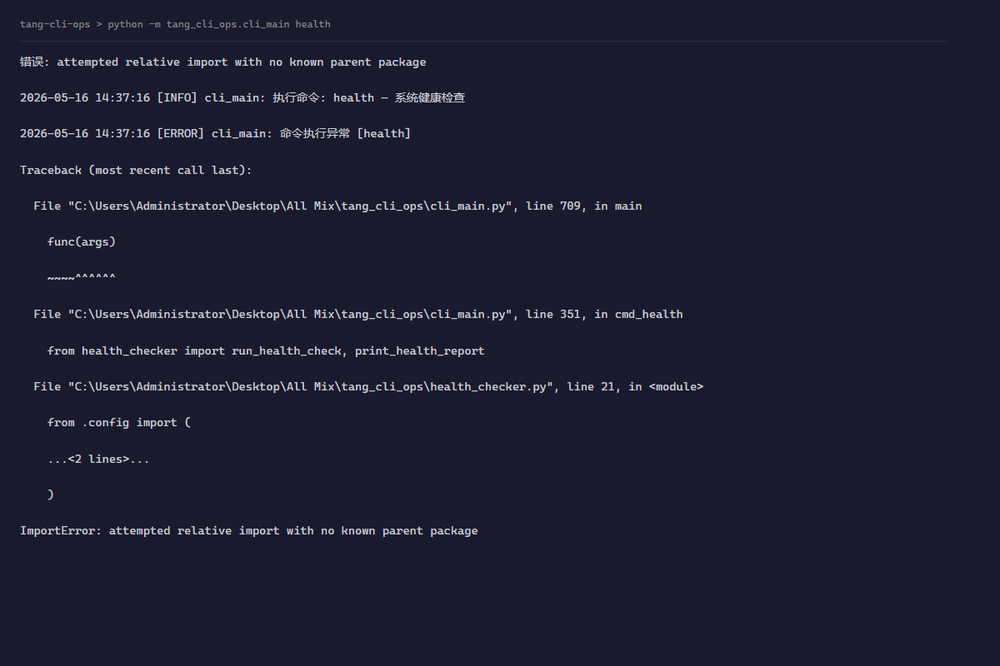 tang-cli-ops > python -m tang_cli_ops.cli_main health
错误: attempted relative import with no known parent package
2026-05-16 14:37:16 [INFO] cli_main: 执行命令: health — 系统健康检查
2026-05-16 14:37:16 [ERROR] cli_main: 命令执行异常 [health]
Traceback (most recent call last):
  File "C:\Users\Administrator\Desktop\All Mix\tang_cli_ops\cli_main.py", line 709, in main
    func(args)
    ~~~~^^^^^^
  File "C:\Users\Administrator\Desktop\All Mix\tang_cli_ops\cli_main.py", line 351, in cmd_health
    from health_checker import run_health_check, print_health_report
  File "C:\Users\Administrator\Desktop\All Mix\tang_cli_ops\health_checker.py", line 21, in <module>
    from .config import (
    ...<2 lines>...
    )
ImportError: attempted relative import with no known parent package